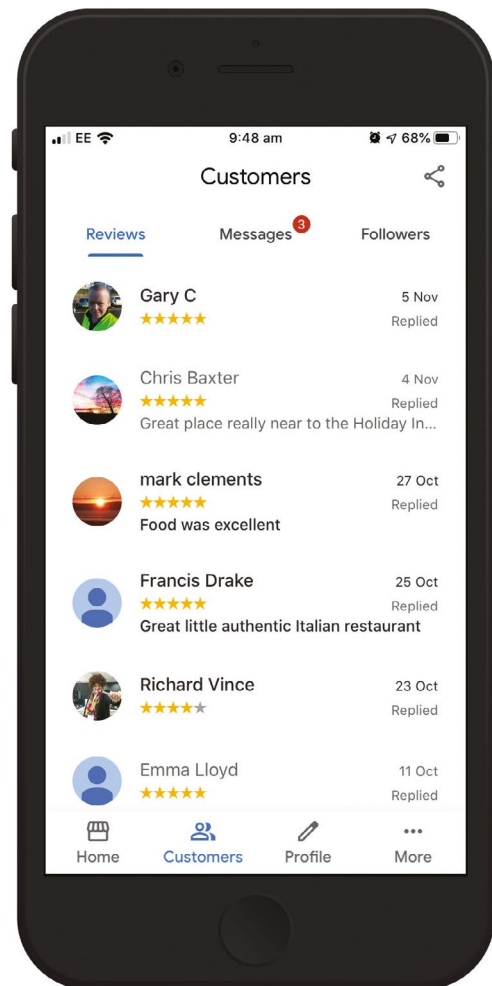 EE 9:48 am 68%
Customers
Reviews Messages 3 Followers
Gary C 5 Nov
Replied
Chris Baxter 4 Nov
Replied
Great place really near to the Holiday In...
mark clements 27 Oct
Replied
Food was excellent
Francis Drake 25 Oct
Replied
Great little authentic Italian restaurant
Richard Vince 23 Oct
Replied
Emma Lloyd 11 Oct
Replied
Home Customers Profile More